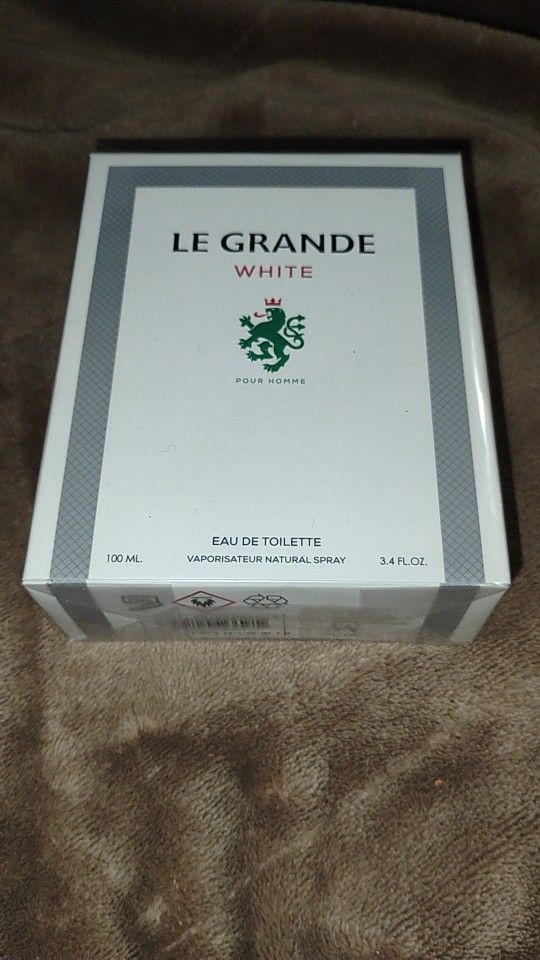 LE GRANDE
WHITE
POUR HOMME
EAU DE TOILETTE
100 ML.
VAPORISATEUR NATURAL SPRAY
3.4 FL.OZ.